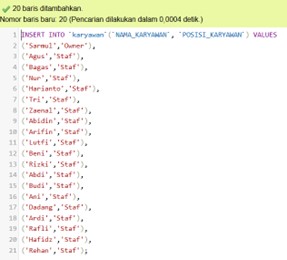 20 baris ditambahkan.
Nomor baris baru: 20 (Pencarian dilakukan dalam 0,0004 detik.)
1 INSERT INTO `karyawan`(`NAMA_KARYAWAN`, `POSISI_KARYAWAN`) VALUES
2 ('Sarmul','Owner'),
3 ('Agus','Staf'),
4 ('Bagas','Staf'),
5 ('Nur','Staf'),
6 ('Harianto','Staf'),
7 ('Tri','Staf'),
8 ('Zaenal','Staf'),
9 ('Abidin','Staf'),
10 ('Arifin','Staf'),
11 ('Lutfi','Staf'),
12 ('Beni','Staf'),
13 ('Rizki','Staf'),
14 ('Abdi','Staf'),
15 ('Budi','Staf'),
16 ('Ani','Staf'),
17 ('Dadang','Staf'),
18 ('Ardi','Staf'),
19 ('Rafli','Staf'),
20 ('Hafidz','Staf'),
21 ('Rehan','Staf');